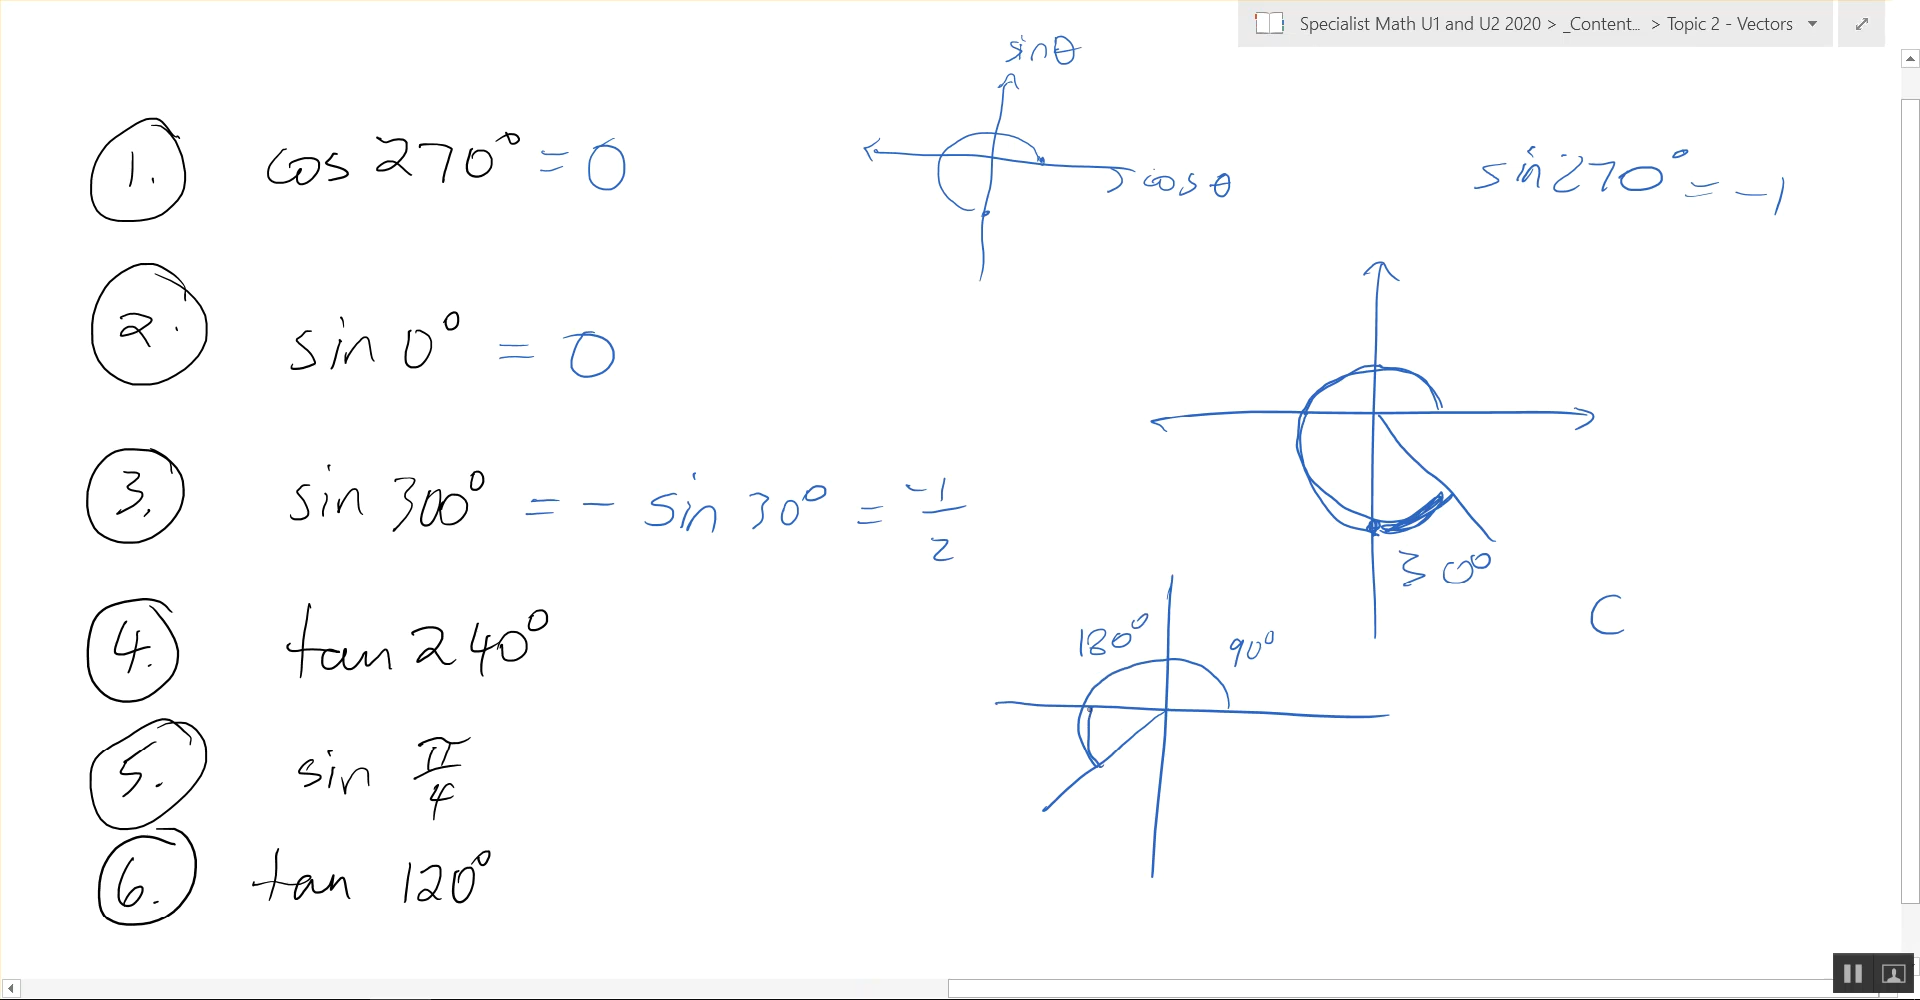 Specialist Math U1 and U2 2020 > _Content... > Topic 2 - Vectors
sinθ
1. cos 270° = 0
cosθ
sin270° = -1
2. sin 0° = 0
3. sin 300° = - sin 30° = -1/2
30°
C
4. tan 240°
180° 90°
5. sin π/4
6. tan 120°